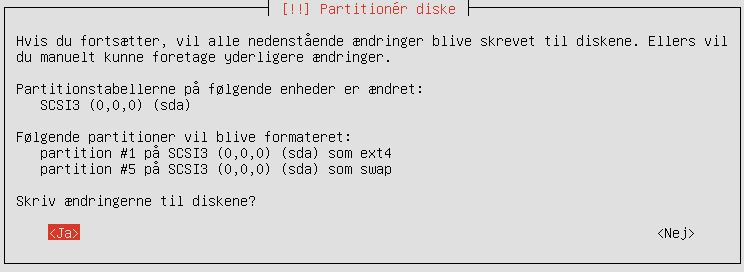 [!!] Partitionér diske
Hvis du fortsætter, vil alle nedenstående ændringer blive skrevet til diskene. Ellers vil
du manuelt kunne foretage yderligere ændringer.
Partitionstabellerne på følgende enheder er ændret:
SCSI3 (0,0,0) (sda)
Følgende partitioner vil blive formateret:
partition #1 på SCSI3 (0,0,0) (sda) som ext4
partition #5 på SCSI3 (0,0,0) (sda) som swap
Skriv ændringerne til diskene?
<Ja> <Nej>